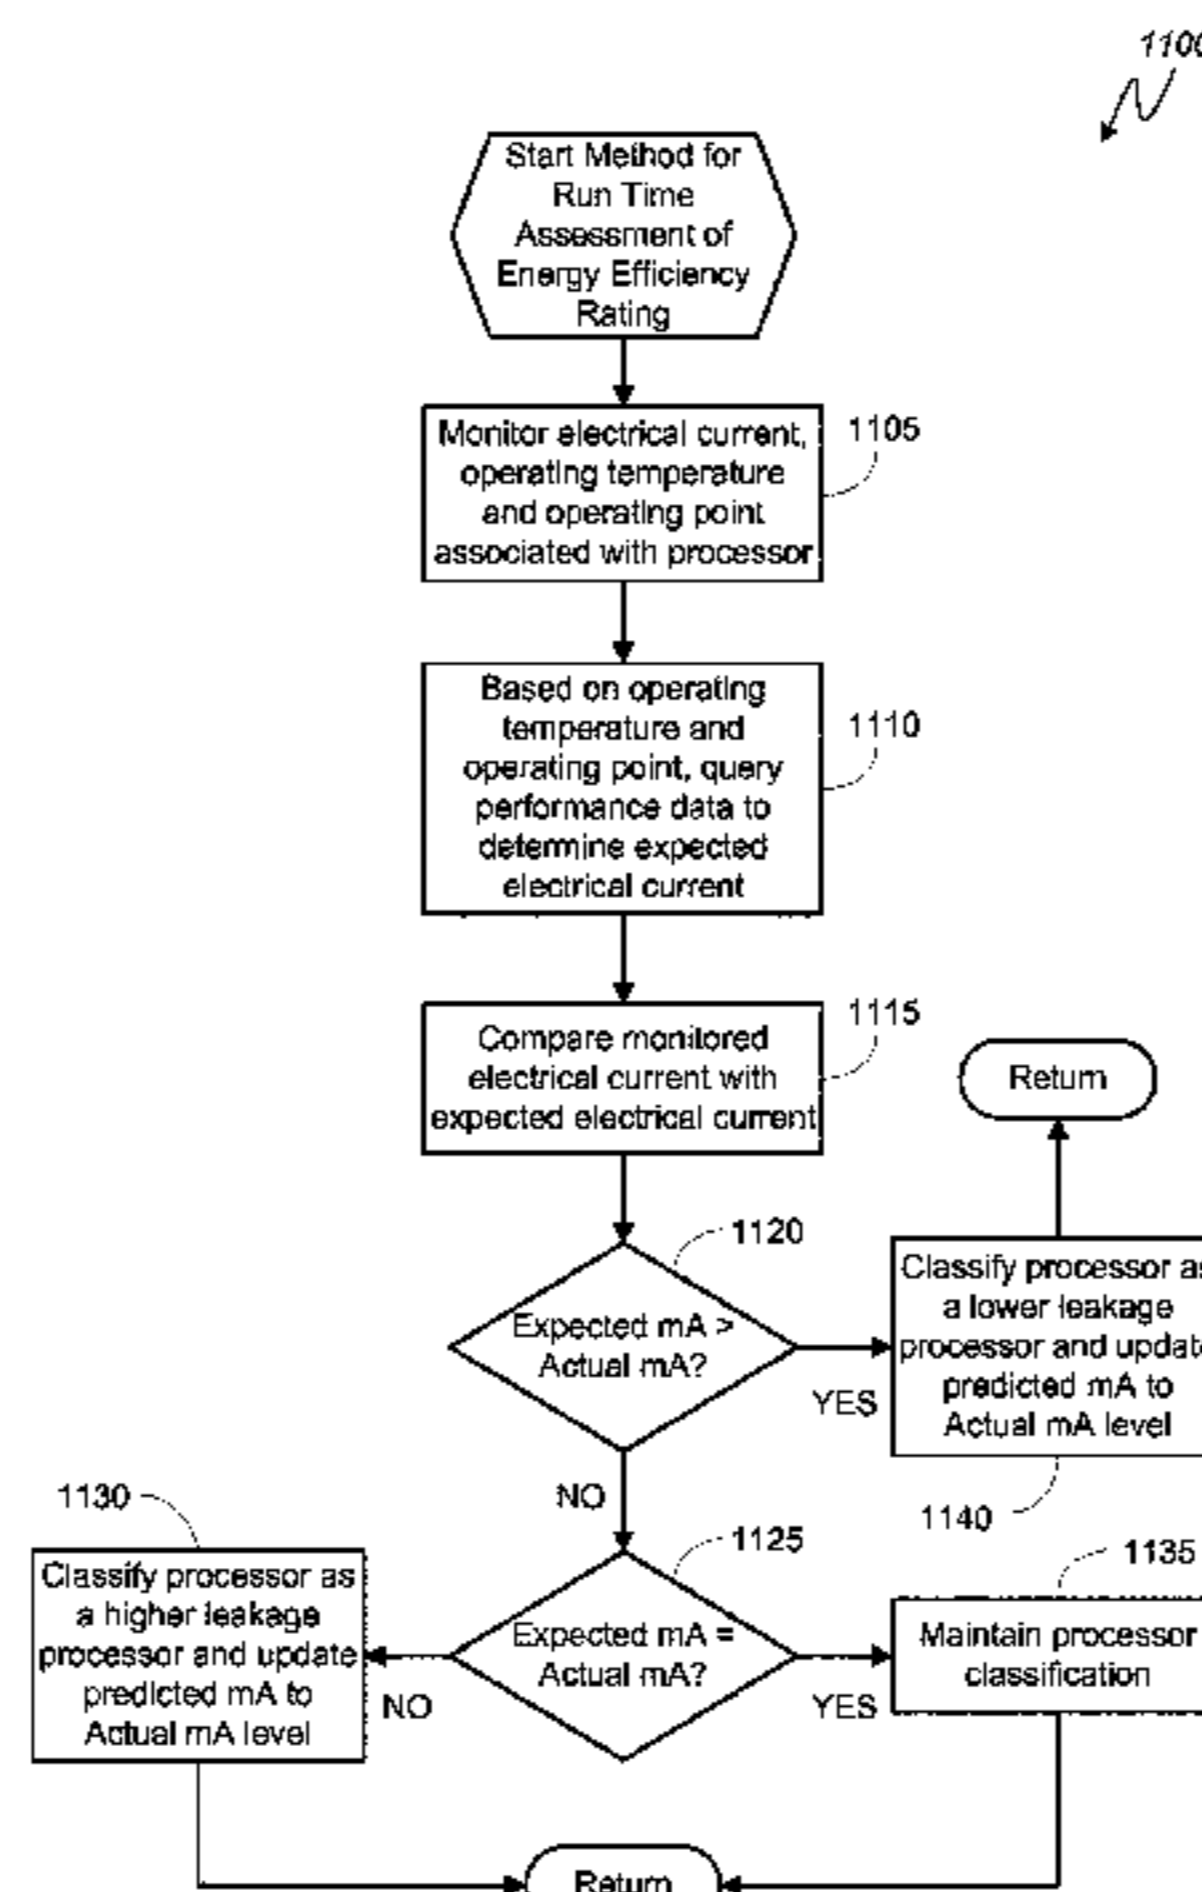 1100
Start Method for
Run Time
Assessment of
Energy Efficiency
Rating
Monitor electrical current,
operating temperature
and operating point
associated with processor
1105
Based on operating
temperature and
operating point, query
performance data to
determine expected
electrical current
1110
Compare monitored
electrical current with
expected electrical current
1115
Return
1120
Expected mA >
Actual mA?
YES
Classify processor as
a lower leakage
processor and update
predicted mA to
Actual mA level
1140
NO
1125
Expected mA =
Actual mA?
YES
1135
Maintain processor
classification
NO
1130
Classify processor as
a higher leakage
processor and update
predicted mA to
Actual mA level
Return